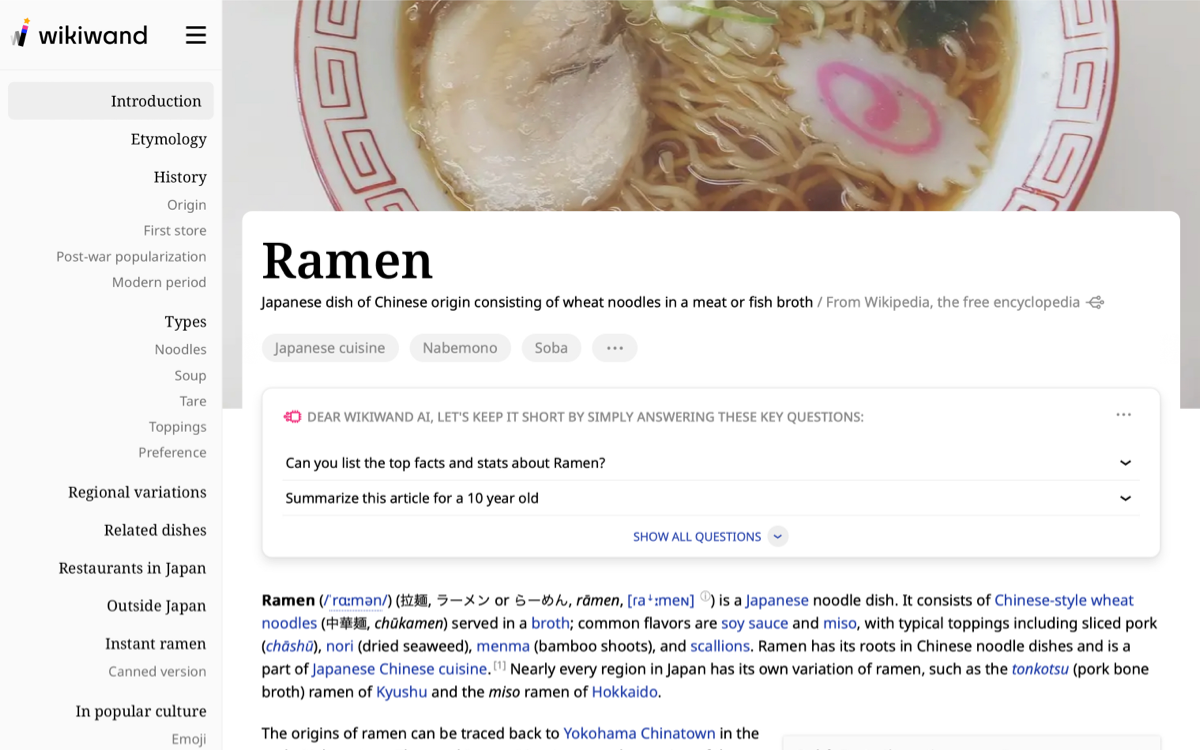 wikiwand
Introduction
Etymology
History
Origin
First store
Post-war popularization
Modern period
Types
Noodles
Soup
Tare
Toppings
Preference
Regional variations
Related dishes
Restaurants in Japan
Outside Japan
Instant ramen
Canned version
In popular culture
Emoji
Ramen
Japanese dish of Chinese origin consisting of wheat noodles in a meat or fish broth / From Wikipedia, the free encyclopedia
Japanese cuisine Nabemono Soba ...
DEAR WIKIWAND AI, LET'S KEEP IT SHORT BY SIMPLY ANSWERING THESE KEY QUESTIONS:
Can you list the top facts and stats about Ramen?
Summarize this article for a 10 year old
SHOW ALL QUESTIONS
Ramen (/ˈrɑːmən/) (拉麺, ラーメン or らーめん, rāmen, [ɾaꜜːmeɴ] ⓘ) is a Japanese noodle dish. It consists of Chinese-style wheat
noodles (中華麺, chūkamen) served in a broth; common flavors are soy sauce and miso, with typical toppings including sliced pork
(chāshū), nori (dried seaweed), menma (bamboo shoots), and scallions. Ramen has its roots in Chinese noodle dishes and is a
part of Japanese Chinese cuisine.[1] Nearly every region in Japan has its own variation of ramen, such as the tonkotsu (pork bone
broth) ramen of Kyushu and the miso ramen of Hokkaido.
The origins of ramen can be traced back to Yokohama Chinatown in the